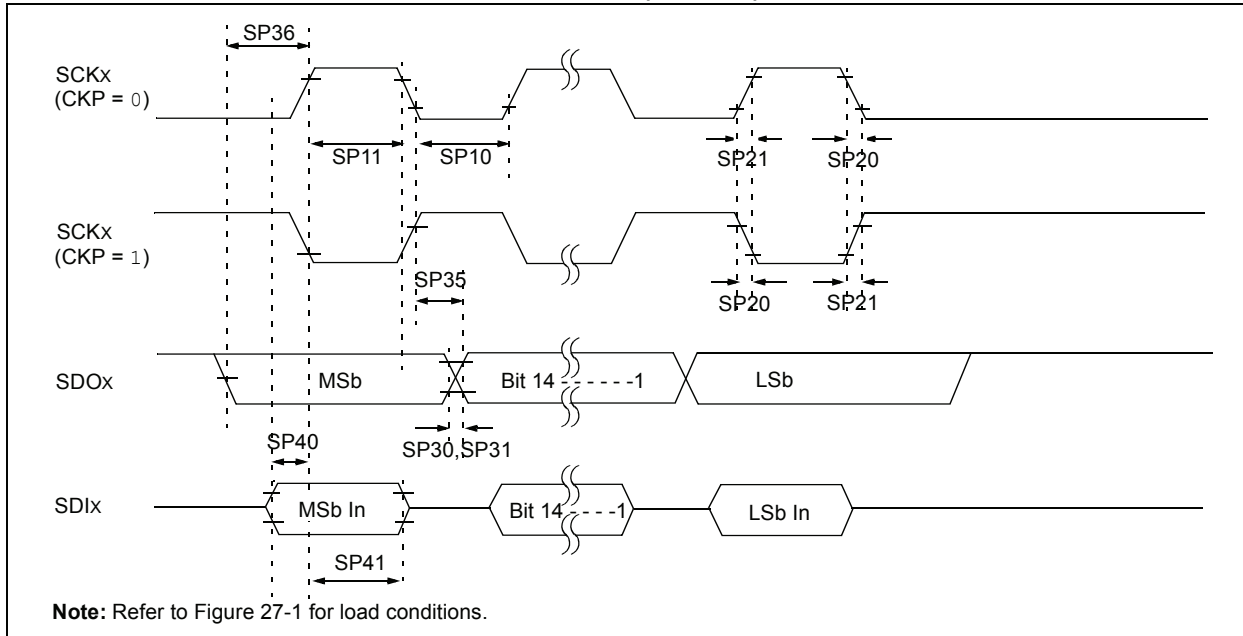 SP36
SCKx
(CKP = 0)
SP11
SP10
SP21
SP20
SCKx
(CKP = 1)
SP35
SP20
SP21
SDOx
MSb
Bit 14 - - - - - -1
LSb
SP40
SP30,SP31
SDIx
MSb In
Bit 14 - - - -1
LSb In
SP41
Note: Refer to Figure 27-1 for load conditions.